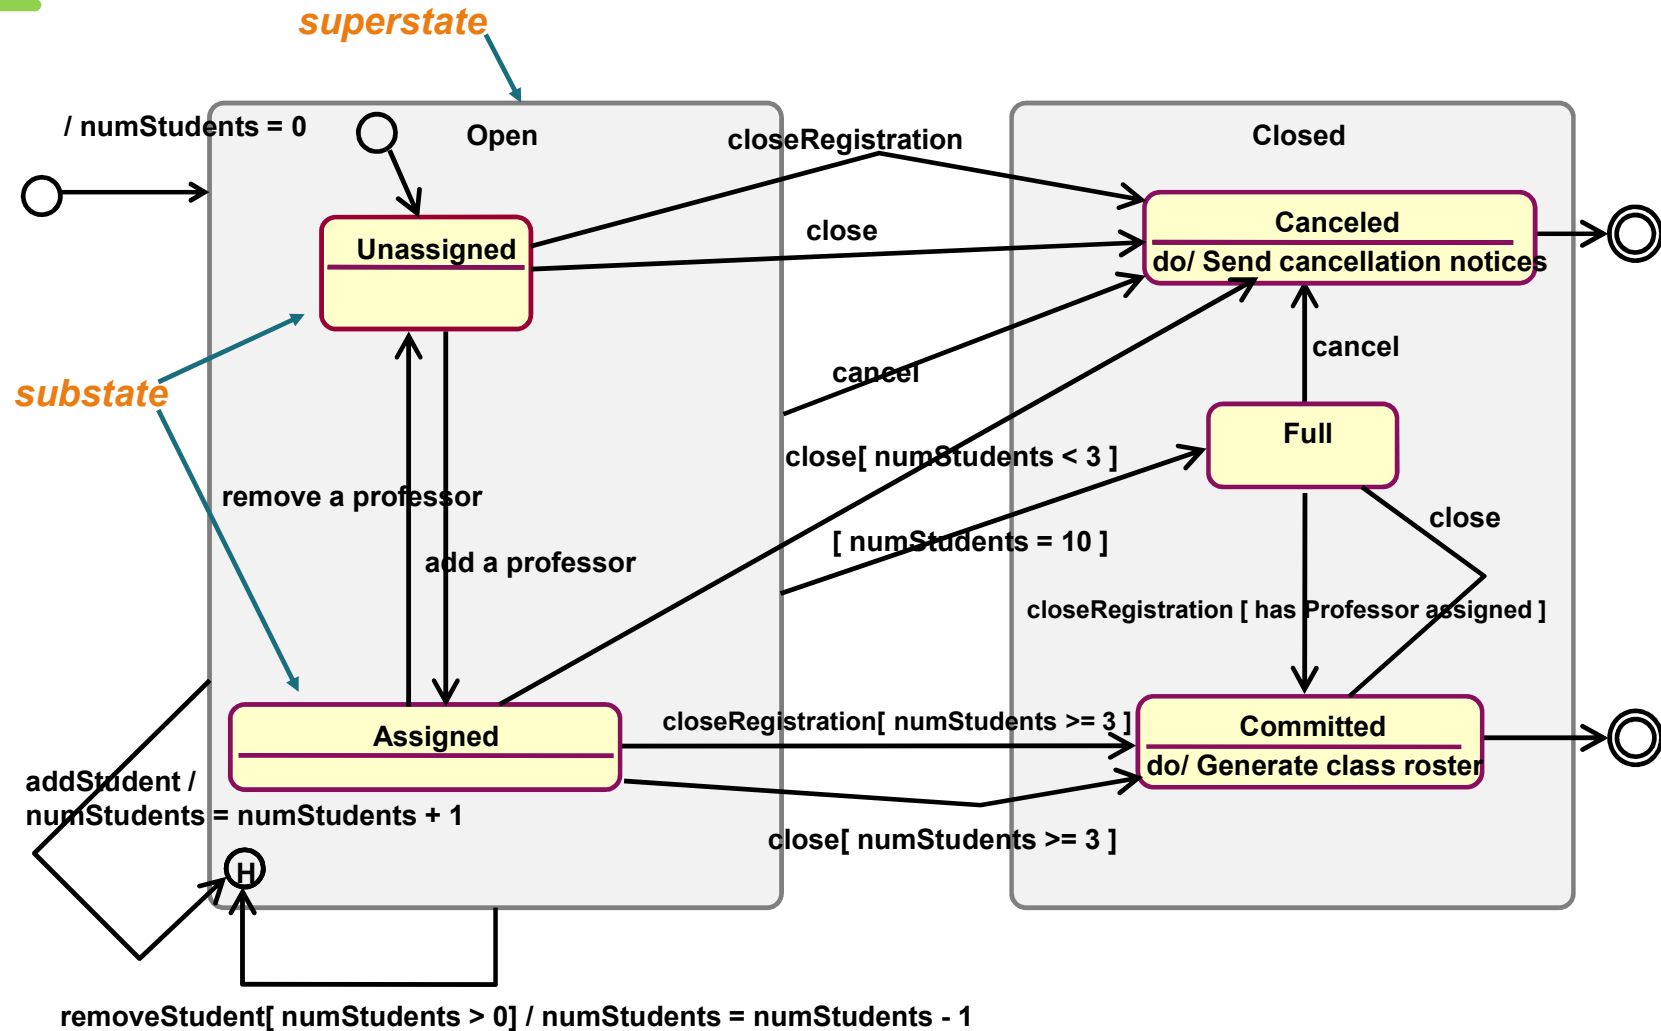 superstate
/ numStudents = 0
Open
closeRegistration
Closed
Unassigned
close
Canceled
do/ Send cancellation notices
cancel
cancel
substate
Full
close[ numStudents < 3 ]
remove a professor
close
[ numStudents = 10 ]
add a professor
closeRegistration [ has Professor assigned ]
Assigned
closeRegistration[ numStudents >= 3 ]
Committed
do/ Generate class roster
addStudent /
numStudents = numStudents + 1
close[ numStudents >= 3 ]
H
removeStudent[ numStudents > 0] / numStudents = numStudents - 1